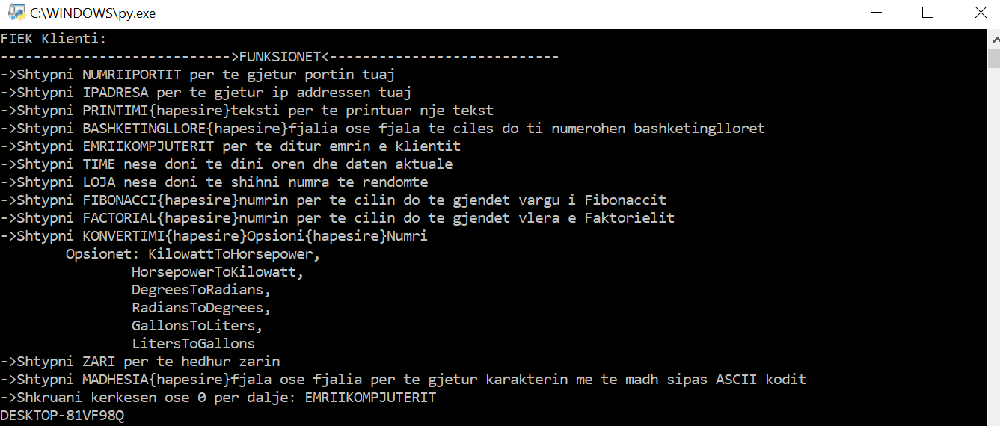 C:\WINDOWS\py.exe
FIEK Klienti:
---------------------------->FUNKSIONET<----------------------------
->Shtypni NUMRIIPORTIT per te gjetur portin tuaj
->Shtypni IPADRESA per te gjetur ip addressen tuaj
->Shtypni PRINTIMI{hapesire}teksti per te printuar nje tekst
->Shtypni BASHKETINGLLORE{hapesire}fjalia ose fjala te ciles do ti numerohen bashketinglloret
->Shtypni EMRIIKOMPJUTERIT per te ditur emrin e klientit
->Shtypni TIME nese doni te dini oren dhe daten aktuale
->Shtypni LOJA nese doni te shihni numra te rendomte
->Shtypni FIBONACCI{hapesire}numrin per te cilin do te gjendet vargu i Fibonaccit
->Shtypni FACTORIAL{hapesire}numrin per te cilin do te gjendet vlera e Faktorielit
->Shtypni KONVERTIMI{hapesire}Opsioni{hapesire}Numri
Opsionet: KilowattToHorsepower,
HorsepowerToKilowatt,
DegreesToRadians,
RadiansToDegrees,
GallonsToLiters,
LitersToGallons
->Shtypni ZARI per te hedhur zarin
->Shtypni MADHESIA{hapesire}fjala ose fjalia per te gjetur karakterin me te madh sipas ASCII kodit
->Shkruani kerkesen ose 0 per dalje: EMRIIKOMPJUTERIT
DESKTOP-81VF98Q